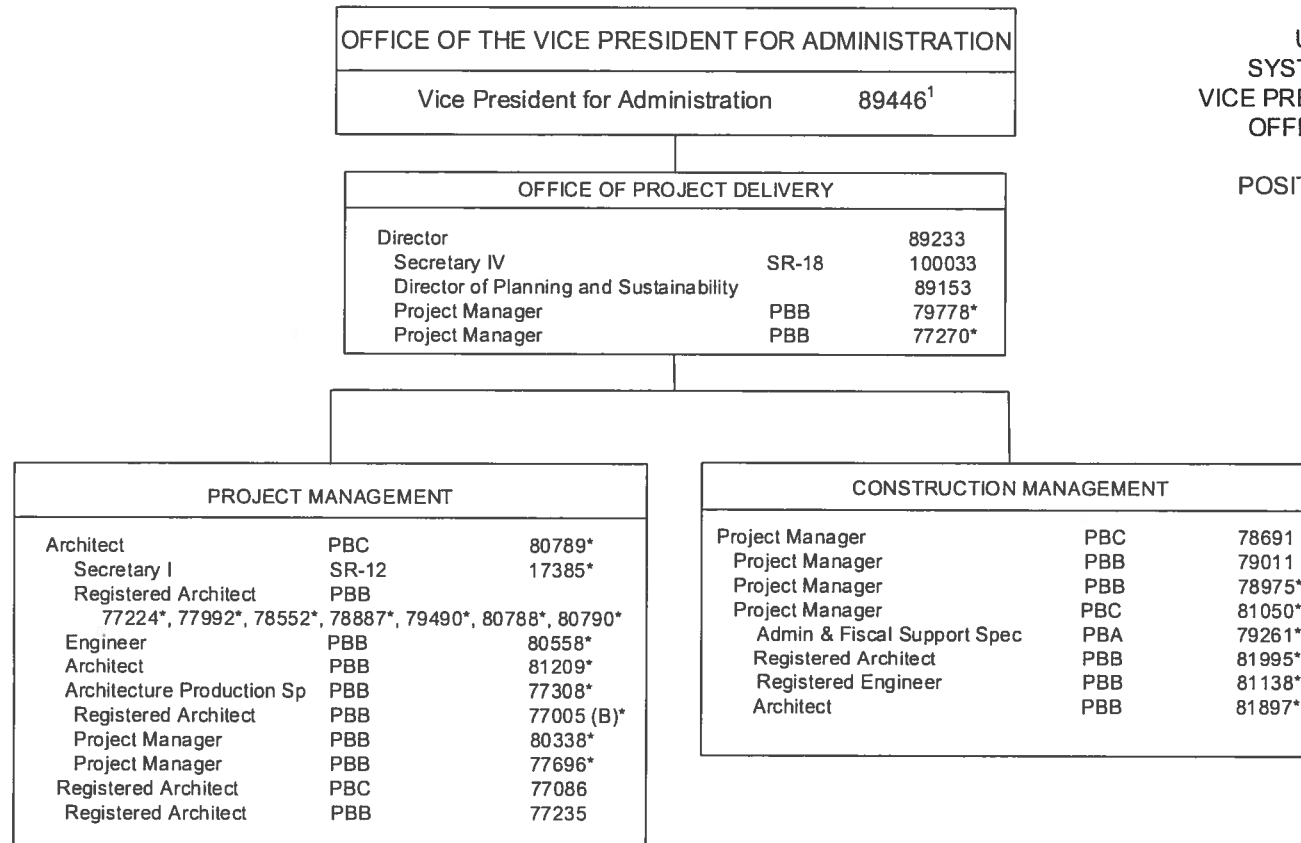 OFFICE OF THE VICE PRESIDENT FOR ADMINISTRATION
Vice President for Administration 89446¹
SYST
VICE PRE
OFFI
POSIT
OFFICE OF PROJECT DELIVERY
Director 89233
Secretary IV SR-18 100033
Director of Planning and Sustainability 89153
Project Manager PBB 79778*
Project Manager PBB 77270*
PROJECT MANAGEMENT
Architect PBC 80789*
Secretary I SR-12 17385*
Registered Architect PBB
77224*, 77992*, 78552*, 78887*, 79490*, 80788*, 80790*
Engineer PBB 80558*
Architect PBB 81209*
Architecture Production Sp PBB 77308*
Registered Architect PBB 77005 (B)*
Project Manager PBB 80338*
Project Manager PBB 77696*
Registered Architect PBC 77086
Registered Architect PBB 77235
CONSTRUCTION MANAGEMENT
Project Manager PBC 78691
Project Manager PBB 79011
Project Manager PBB 78975*
Project Manager PBC 81050*
Admin & Fiscal Support Spec PBA 79261*
Registered Architect PBB 81995*
Registered Engineer PBB 81138*
Architect PBB 81897*